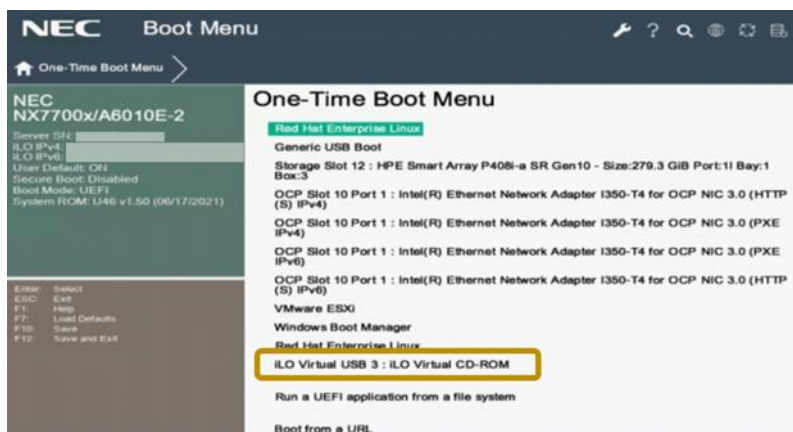 NEC Boot Menu
One-Time Boot Menu
NEC
NX7700x/A6010E-2
Server SN:
iLO IPv4:
iLO IPv6:
User Default: ON
Secure Boot: Disabled
Boot Mode: UEFI
System ROM: U46 v1.50 (06/17/2021)
Enter: Select
ESC: Exit
F1: Help
F7: Load Defaults
F10: Save
F12: Save and Exit
One-Time Boot Menu
Red Hat Enterprise Linux
Generic USB Boot
Storage Slot 12 : HPE Smart Array P408i-a SR Gen10 - Size:279.3 GiB Port:1I Bay:1
Box:3
OCP Slot 10 Port 1 : Intel(R) Ethernet Network Adapter I350-T4 for OCP NIC 3.0 (HTTP
(S) IPv4)
OCP Slot 10 Port 1 : Intel(R) Ethernet Network Adapter I350-T4 for OCP NIC 3.0 (PXE
IPv4)
OCP Slot 10 Port 1 : Intel(R) Ethernet Network Adapter I350-T4 for OCP NIC 3.0 (PXE
IPv6)
OCP Slot 10 Port 1 : Intel(R) Ethernet Network Adapter I350-T4 for OCP NIC 3.0 (HTTP
(S) IPv6)
VMware ESXi
Windows Boot Manager
Red Hat Enterprise Linux
iLO Virtual USB 3 : iLO Virtual CD-ROM
Run a UEFI application from a file system
Boot from a URL